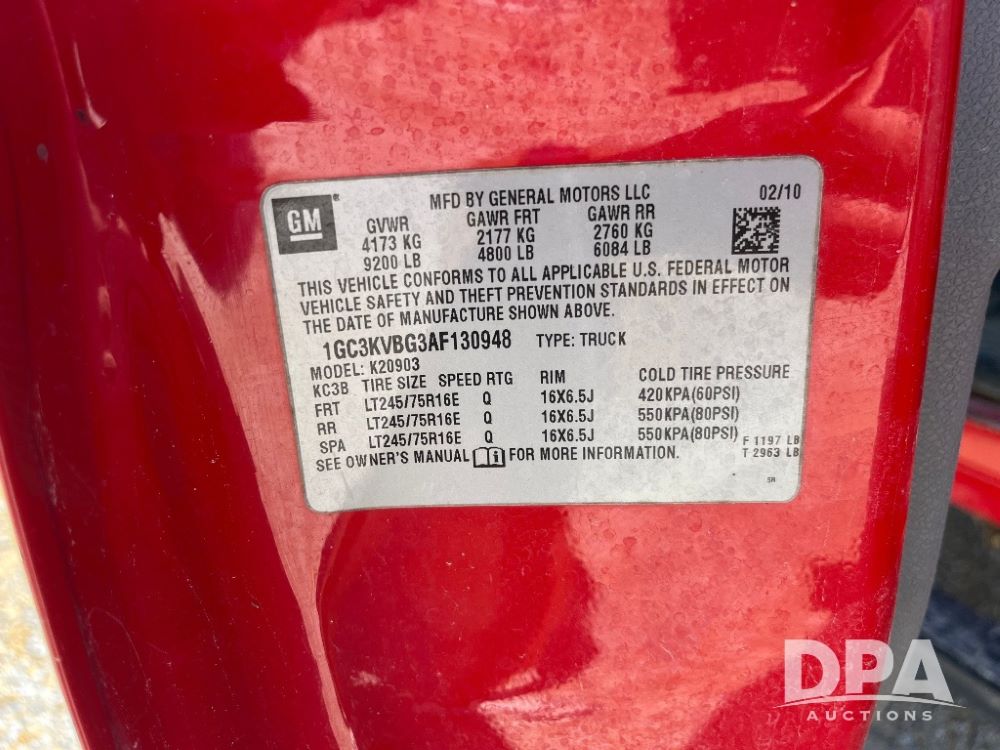 GM
MFD BY GENERAL MOTORS LLC 02/10
GVWR GAWR FRT GAWR RR
4173 KG 2177 KG 2760 KG
9200 LB 4800 LB 6084 LB
THIS VEHICLE CONFORMS TO ALL APPLICABLE U.S. FEDERAL MOTOR
VEHICLE SAFETY AND THEFT PREVENTION STANDARDS IN EFFECT ON
THE DATE OF MANUFACTURE SHOWN ABOVE.
1GC3KVBG3AF130948 TYPE: TRUCK
MODEL: K20903
KC3B TIRE SIZE SPEED RTG RIM COLD TIRE PRESSURE
FRT LT245/75R16E Q 16X6.5J 420KPA(60PSI)
RR LT245/75R16E Q 16X6.5J 550KPA(80PSI)
SPA LT245/75R16E Q 16X6.5J 550KPA(80PSI)
F 1197 LB
T 2963 LB
SEE OWNER'S MANUAL FOR MORE INFORMATION.
DPA
AUCTIONS